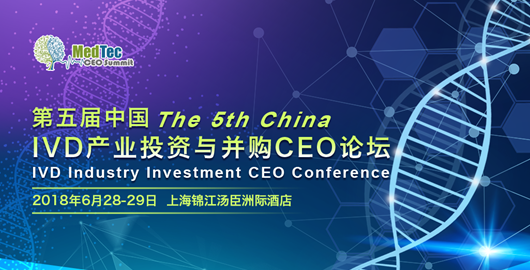 MedTec
CEO Summit
第五届中国 The 5th China
IVD产业投资与并购CEO论坛
IVD Industry Investment CEO Conference
2018年6月28-29日 上海锦江汤臣洲际酒店